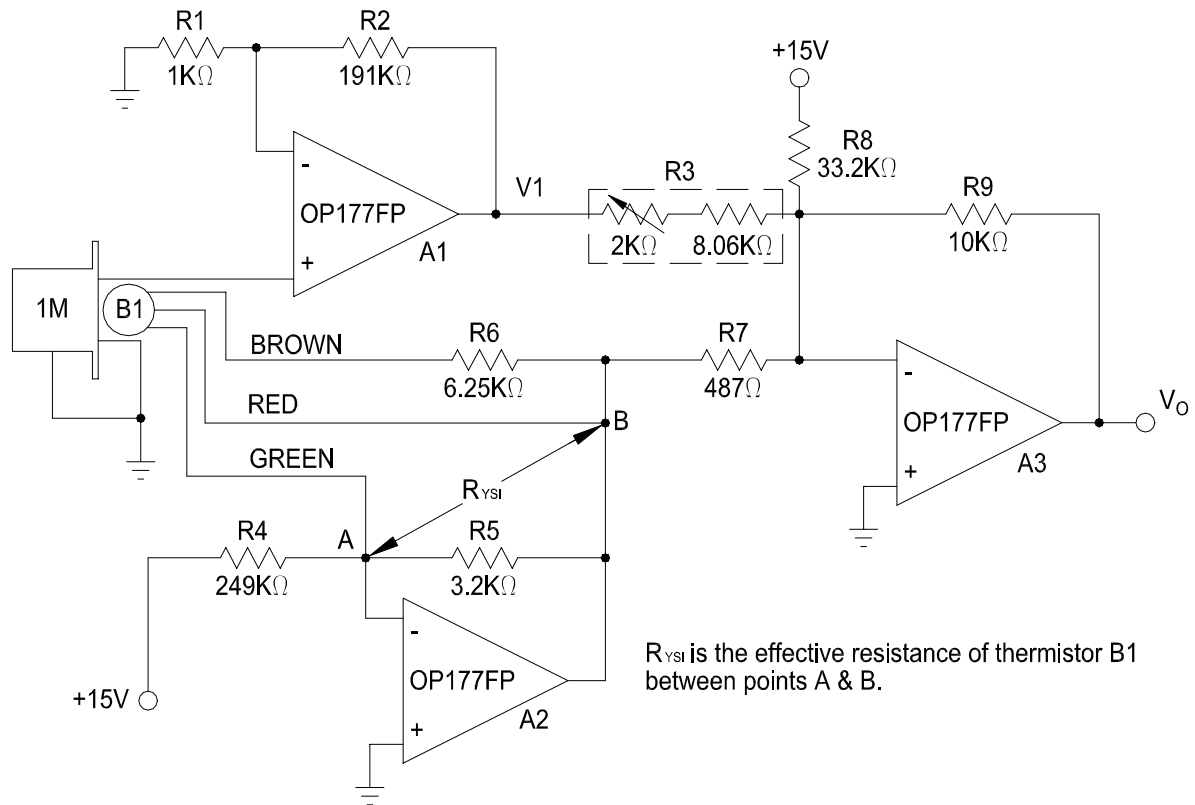 R1
1KΩ
R2
191KΩ
+15V
R8
33.2KΩ
-
OP177FP
+
A1
V1
R3
2KΩ
8.06KΩ
R9
10KΩ
1M
B1
BROWN
R6
6.25KΩ
R7
487Ω
RED
B
-
OP177FP
+
A3
VO
GREEN
RYSI
R4
249KΩ
A
R5
3.2KΩ
-
OP177FP
+
A2
+15V
RYSI is the effective resistance of thermistor B1
between points A & B.